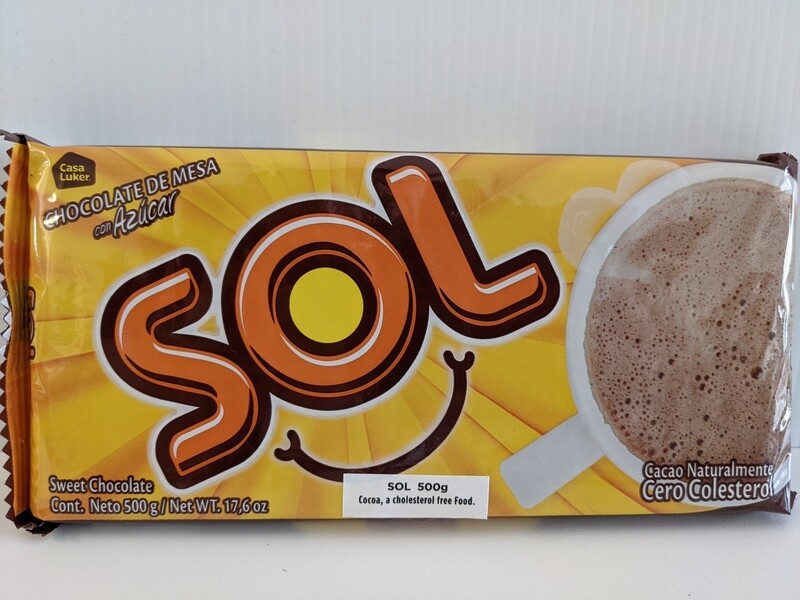 Casa
Luker.
CHOCOLATE DE MESA
con Azúcar
SOL
Sweet Chocolate
Cont. Neto 500 g / Net WT. 17,6 oz
SOL 500g
Cocoa, a cholesterol free Food.
Cacao Naturalmente
Cero Colesterol